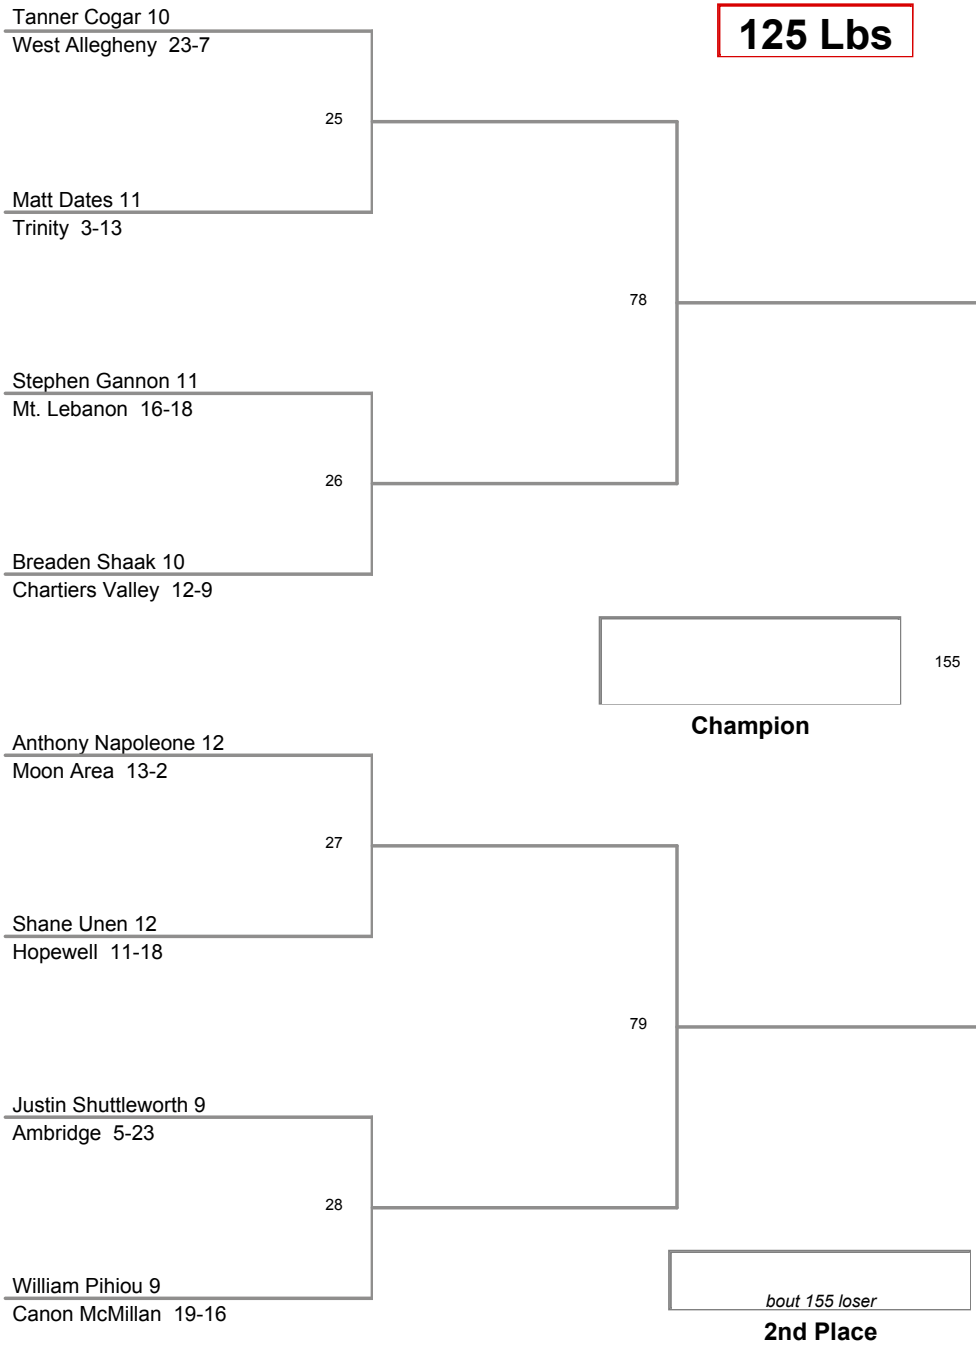 Tanner Cogar 10
125 Lbs
West Allegheny 23-7
25
Matt Dates 11
Trinity 3-13
78
Stephen Gannon 11
Mt. Lebanon 16-18
26
Breaden Shaak 10
Chartiers Valley 12-9
155
Champion
Anthony Napoleone 12
Moon Area 13-2
27
Shane Unen 12
Hopewell 11-18
79
Justin Shuttleworth 9
Ambridge 5-23
28
William Pihiou 9
Canon McMillan 19-16
bout 155 loser
2nd Place